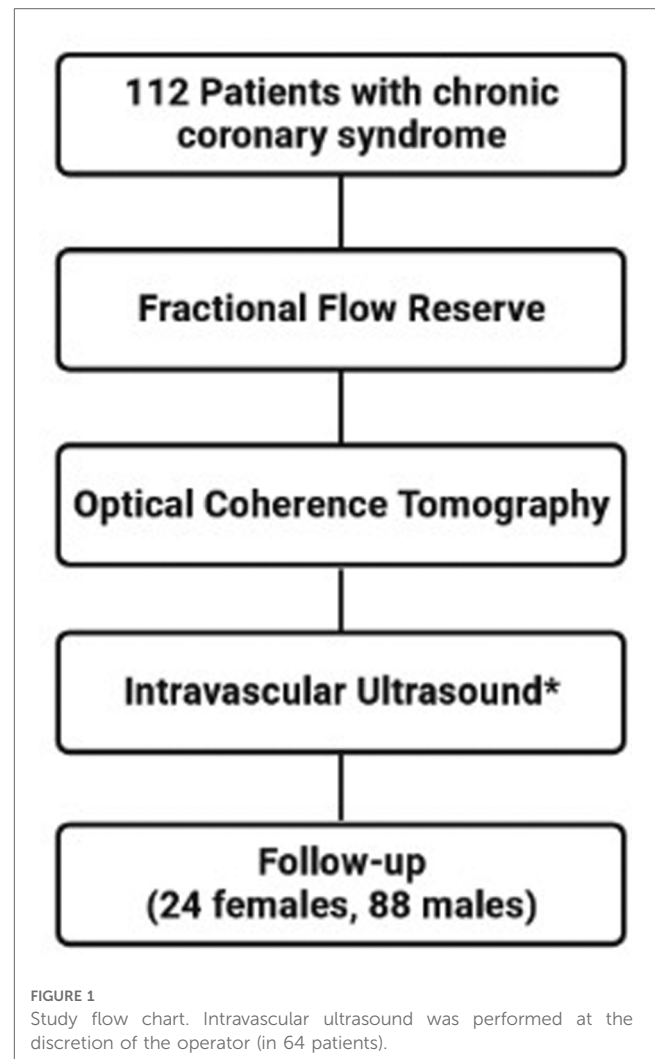 112 Patients with chronic
coronary syndrome
Fractional Flow Reserve
Optical Coherence Tomography
Intravascular Ultrasound*
Follow-up
(24 females, 88 males)
FIGURE 1
Study flow chart. Intravascular ultrasound was performed at the
discretion of the operator (in 64 patients).